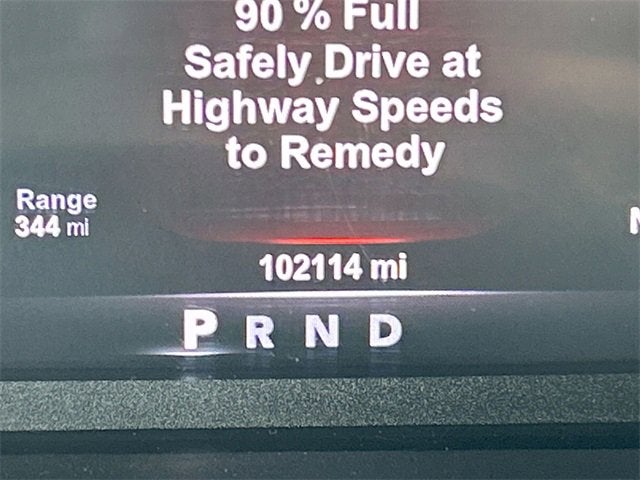 90 % Full
Safely Drive at
Highway Speeds
to Remedy
Range
344 mi
102114 mi
P R N D